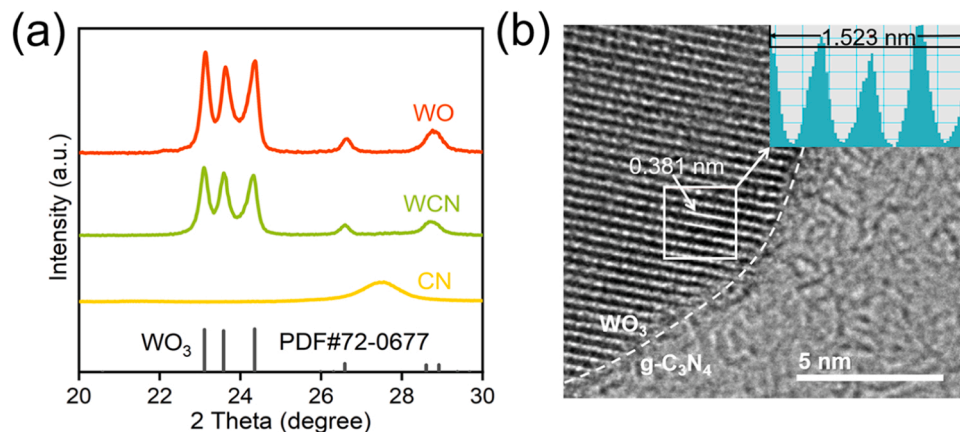 (a)
Intensity (a.u.)
WO
WCN
CN
WO₃ PDF#72-0677
20 22 24 26 28 30
2 Theta (degree)
(b)
1.523 nm
0.381 nm
WO₃
g-C₃N₄
5 nm